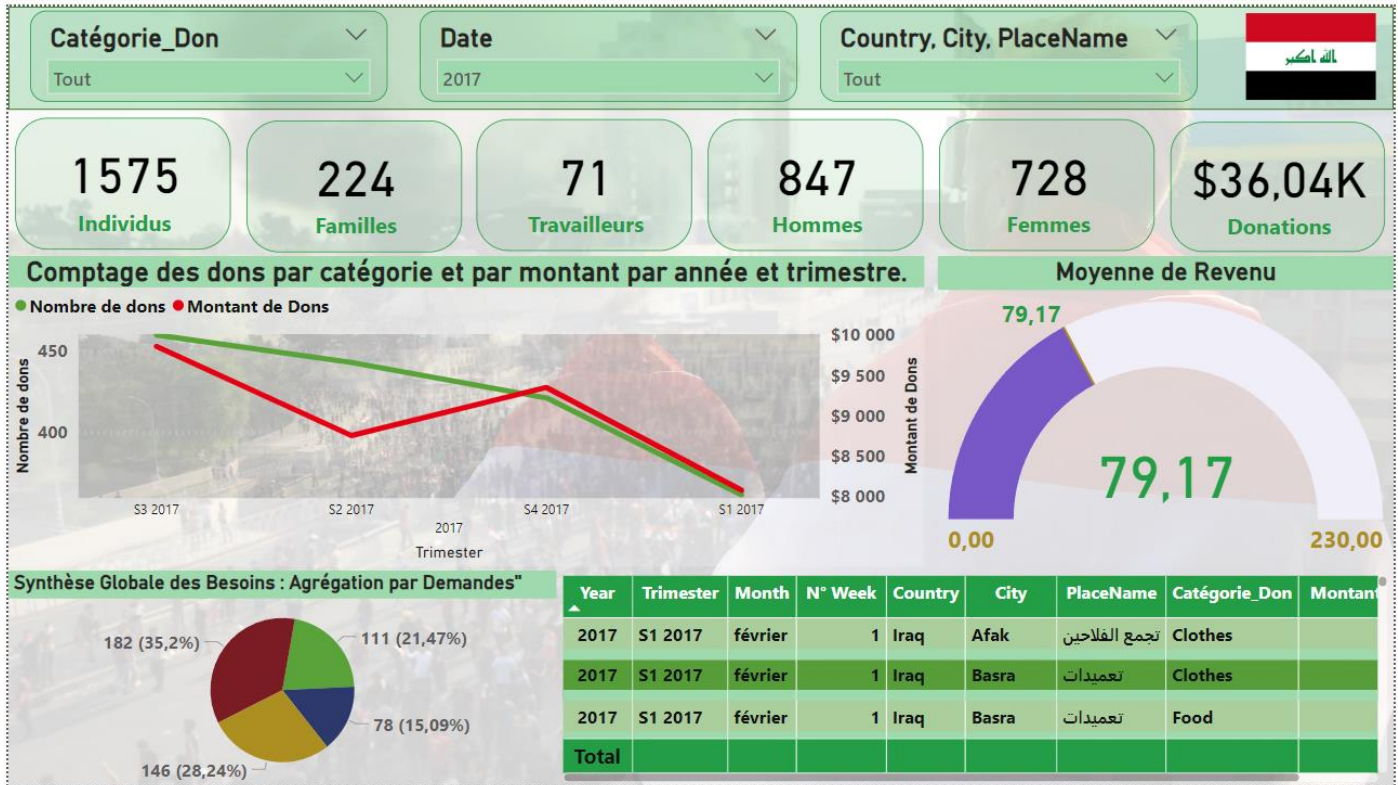 Catégorie_Don
Tout
Date
2017
Country, City, PlaceName
Tout
الله اكبر
1575
Individus
224
Familles
71
Travailleurs
847
Hommes
728
Femmes
$36,04K
Donations
Comptage des dons par catégorie et par montant par année et trimestre.
Nombre de dons Montant de Dons
Nombre de dons
450
400
$10 000
$9 500
$9 000
$8 500
$8 000
Montant de Dons
S3 2017 S2 2017 S4 2017 S1 2017
2017
Trimester
Moyenne de Revenu
79,17
79,17
0,00
230,00
Synthèse Globale des Besoins : Agrégation par Demandes"
182 (35,2%)
111 (21,47%)
78 (15,09%)
146 (28,24%)
Year Trimester Month N° Week Country City PlaceName Catégorie_Don Montant
2017 S1 2017 février 1 Iraq Afak تجمع الفلاحين Clothes
2017 S1 2017 février 1 Iraq Basra تعميدات Clothes
2017 S1 2017 février 1 Iraq Basra تعميدات Food
Total